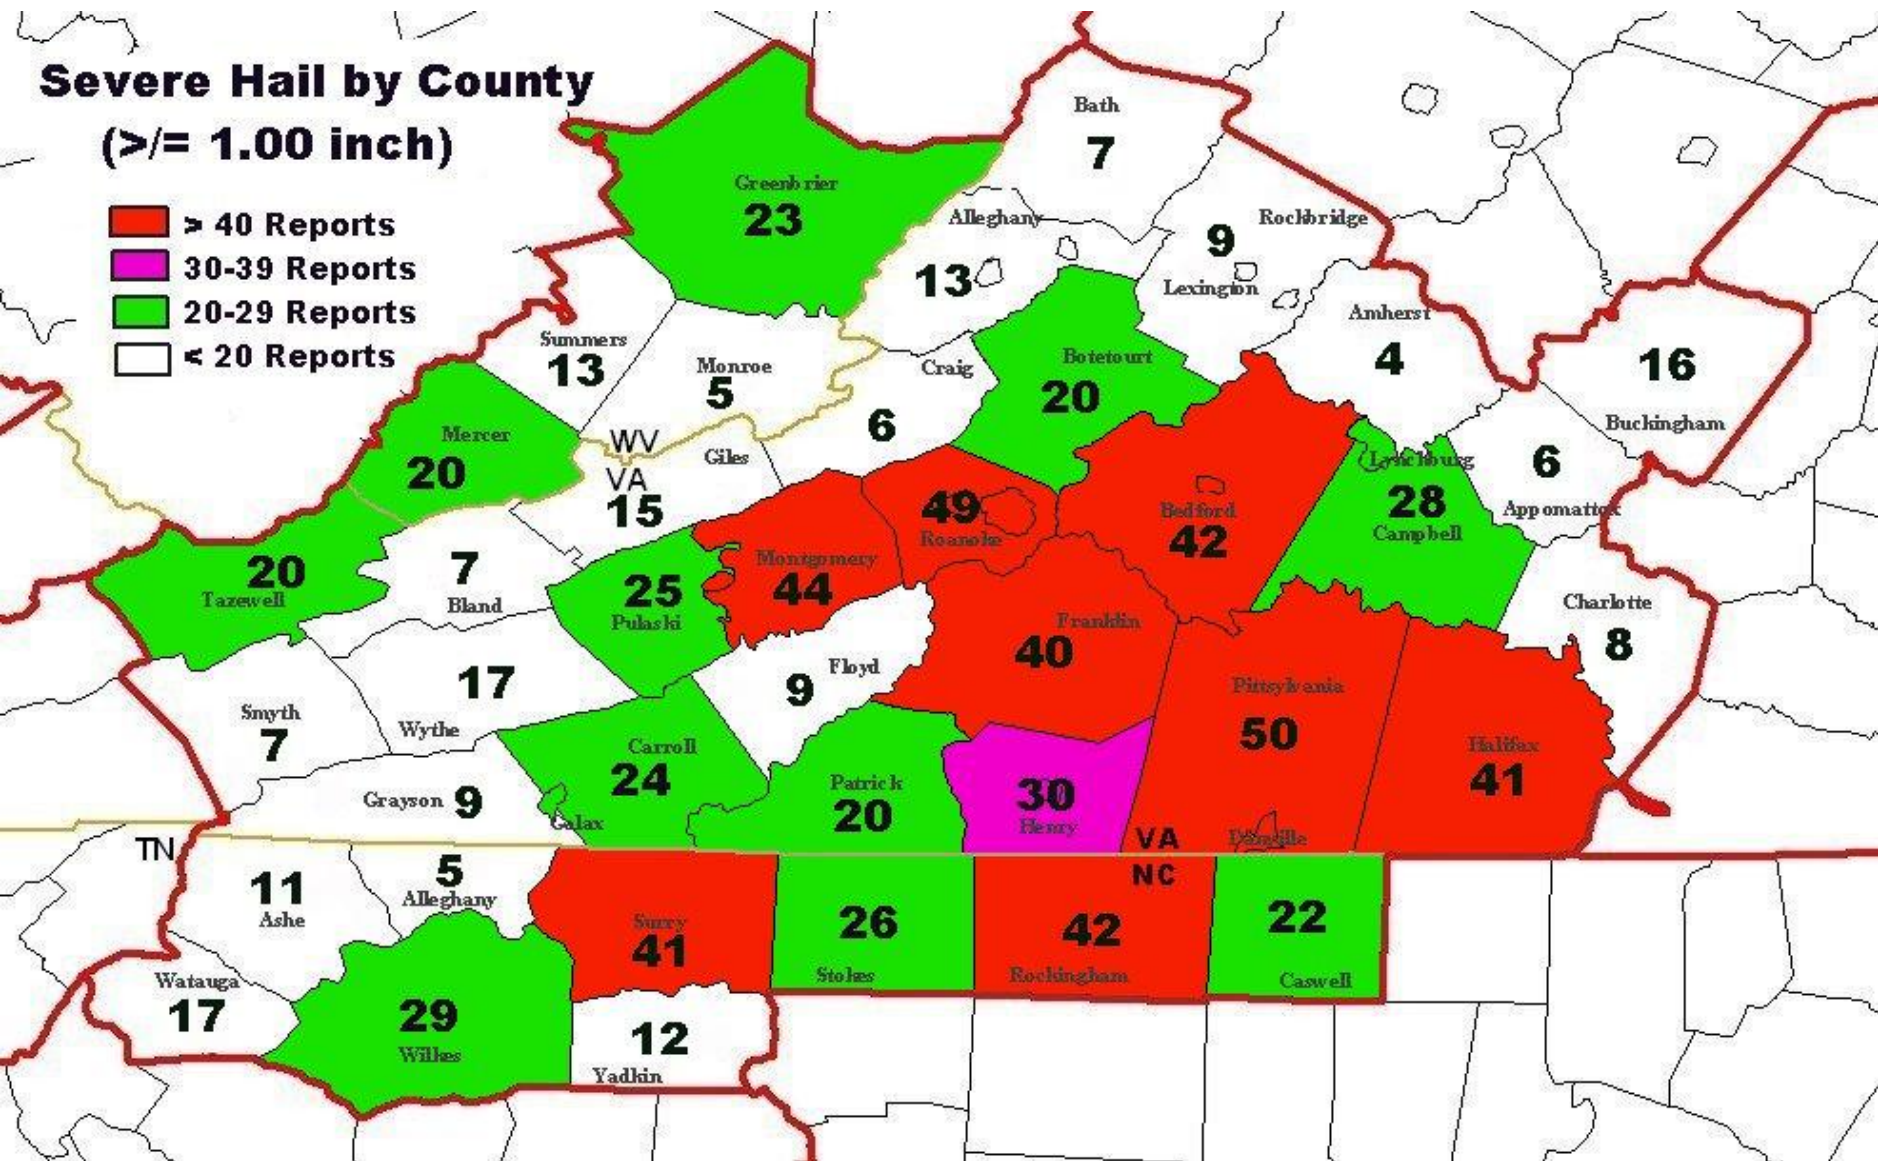 Severe Hail by County
(>/= 1.00 inch)
> 40 Reports
30-39 Reports
20-29 Reports
< 20 Reports
Bath
7
Greenbrier
23
Alleghany
13
Rockbridge
9
Lexington
Amherst
4
Summers
13
Monroe
5
Craig
6
Botetourt
20
16
Buckingham
Mercer
20
WV
VA
Giles
15
49
Roanoke
Bedford
42
Lynchburg
28
Campbell
6
Appomattox
20
Tazewell
7
Bland
25
Pulaski
Montgomery
44
Franklin
40
Charlotte
8
17
Wythe
Floyd
9
Smyth
7
Pittsylvania
50
Halifax
41
Carroll
24
Patrick
20
30
Henry
Grayson 9
Galax
Danville
VA
NC
TN
11
Ashe
5
Alleghany
Surry
41
26
Stokes
42
Rockingham
22
Caswell
Watauga
17
29
Wilkes
12
Yadkin